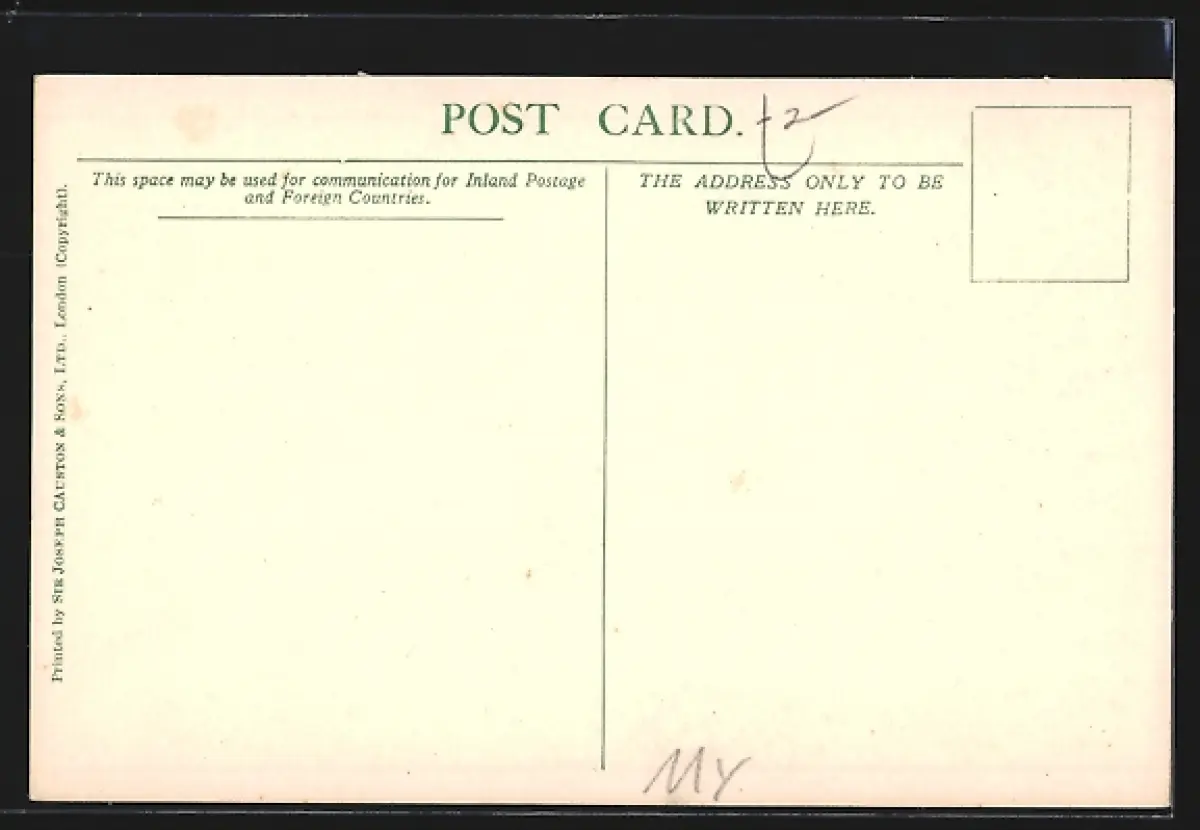 POST CARD.
This space may be used for communication for Inland Postage
and Foreign Countries.
THE ADDRESS ONLY TO BE
WRITTEN HERE.
Printed by SIR JOSEPH CAUSTON & SONS, LTD., London (Copyright).